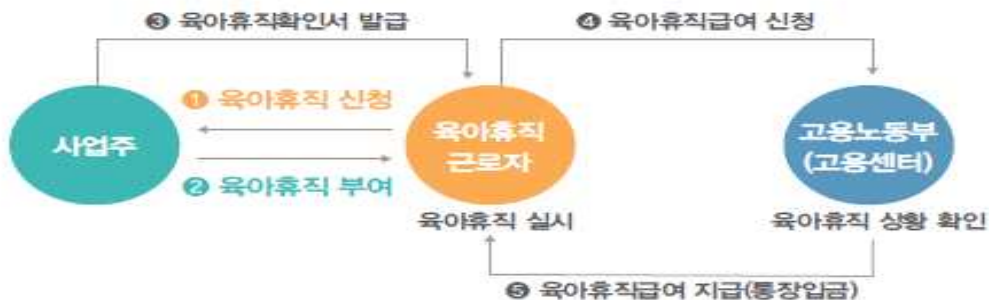 ❸ 육아휴직확인서 발급
❹ 육아휴직급여 신청
사업주
❶ 육아휴직 신청
❷ 육아휴직 부여
육아휴직
근로자
육아휴직 실시
고용노동부
(고용센터)
육아휴직 상황 확인
❺ 육아휴직급여 지급(통장입금)